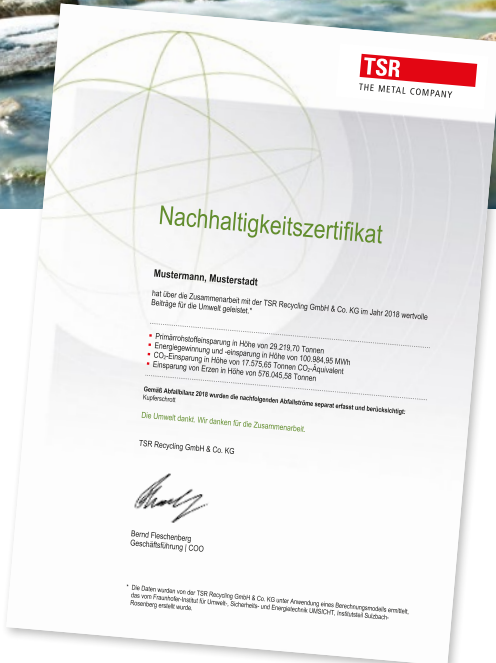 TSR
THE METAL COMPANY
Nachhaltigkeitszertifikat
Mustermann, Musterstadt
hat über die Zusammenarbeit mit der TSR Recycling GmbH & Co. KG im Jahr 2018 wertvolle
Beiträge für die Umwelt geleistet.*
• Primärrohstoffeinsparung in Höhe von 29.219,70 Tonnen
• Energiegewinnung und -einsparung in Höhe von 100.984,95 MWh
• CO₂-Einsparung in Höhe von 17.575,65 Tonnen CO₂-Äquivalent
• Einsparung von Erzen in Höhe von 576.045,58 Tonnen
Gemäß Abfallbilanz 2018 wurden die nachfolgenden Abfallströme separat erfasst und berücksichtigt:
Kupferschrott
Die Umwelt dankt. Wir danken für die Zusammenarbeit.
TSR Recycling GmbH & Co. KG
Bernd Fleschenberg
Geschäftsführung | COO
* Die Daten wurden von der TSR Recycling GmbH & Co. KG unter Anwendung eines Berechnungsmodells ermittelt,
das vom Fraunhofer-Institut für Umwelt-, Sicherheits- und Energietechnik UMSICHT, Institutsteil Sulzbach-
Rosenberg erstellt wurde.